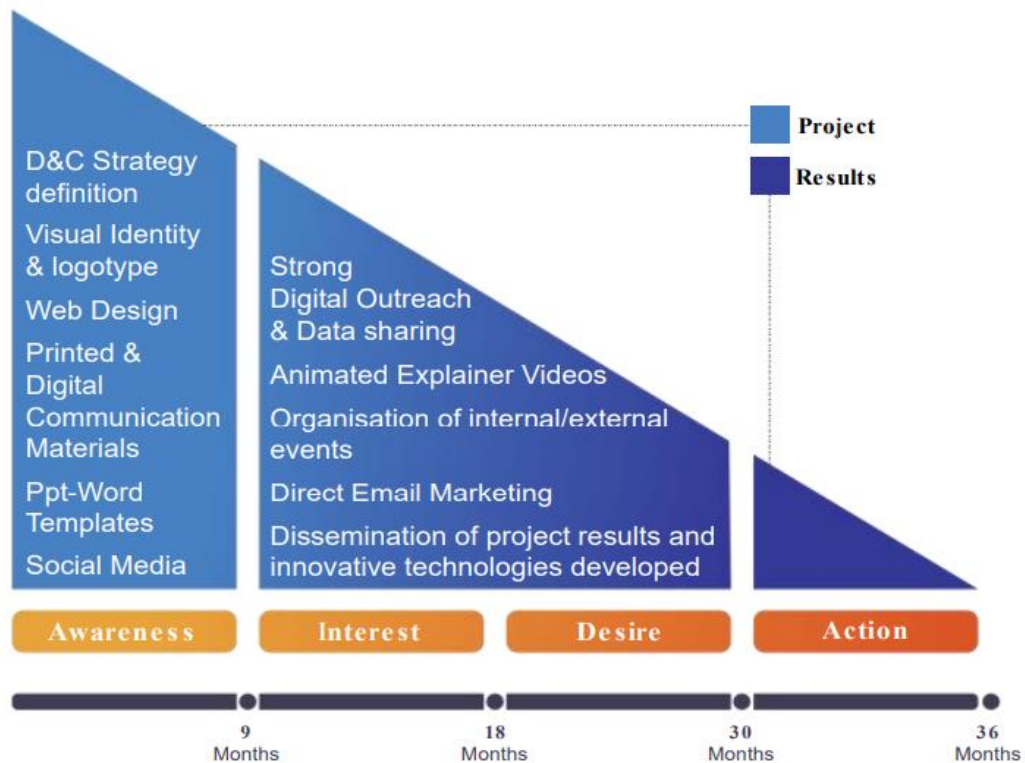 Project
Results
D&C Strategy
definition
Visual Identity
& logotype
Web Design
Printed &
Digital
Communication
Materials
Ppt-Word
Templates
Social Media
Strong
Digital Outreach
& Data sharing
Animated Explainer Videos
Organisation of internal/external
events
Direct Email Marketing
Dissemination of project results and
innovative technologies developed
Awareness
Interest
Desire
Action
9
Months
18
Months
30
Months
36
Months